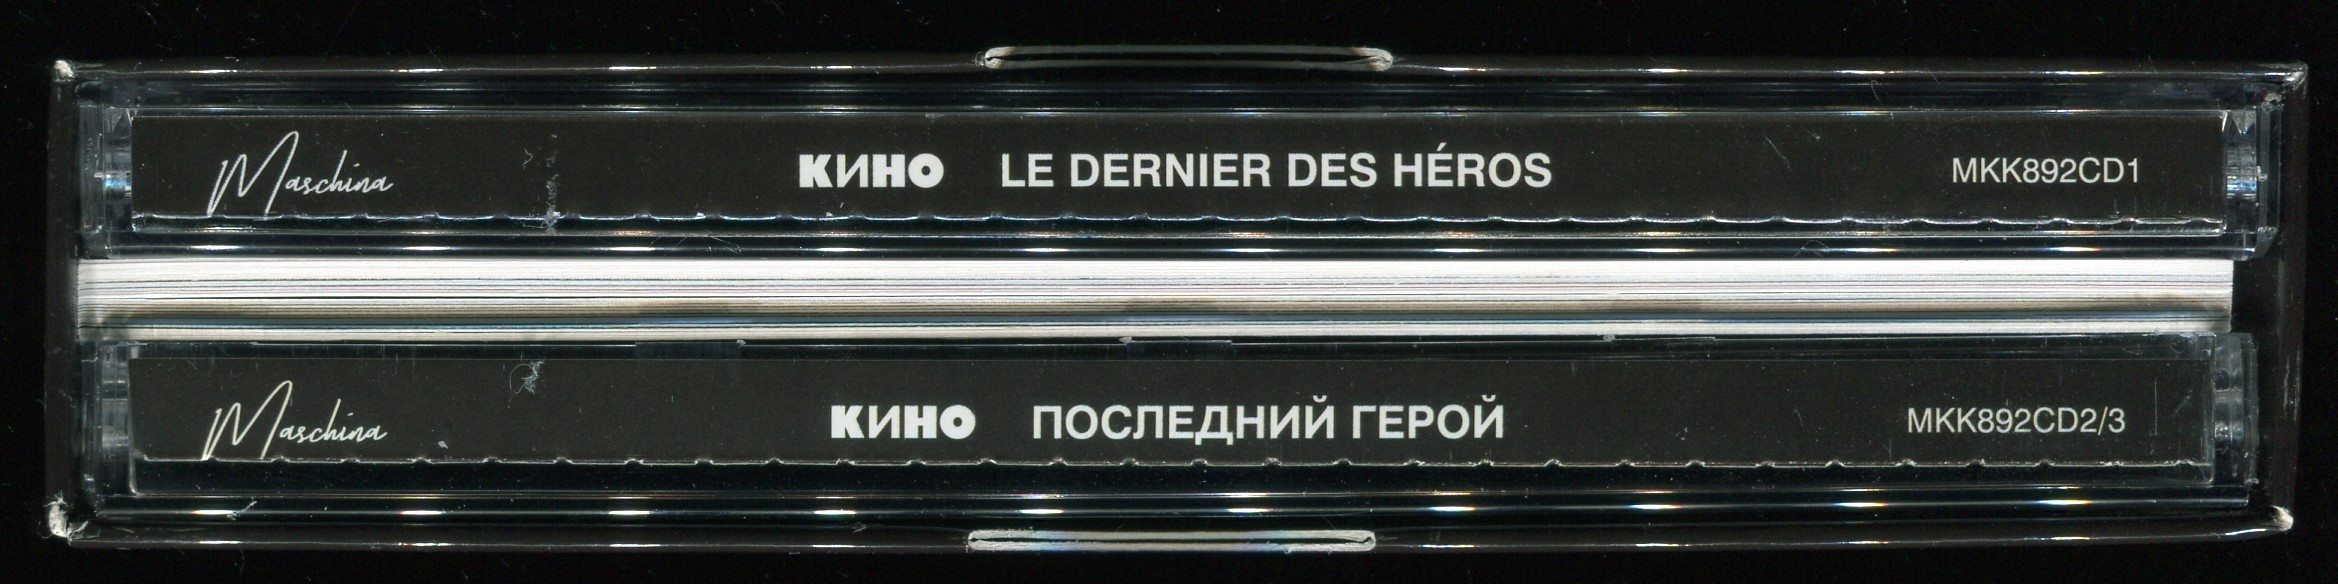 Maschina КИНО LE DERNIER DES HÉROS MKK892CD1
Maschina КИНО ПОСЛЕДНИЙ ГЕРОЙ MKK892CD2/3